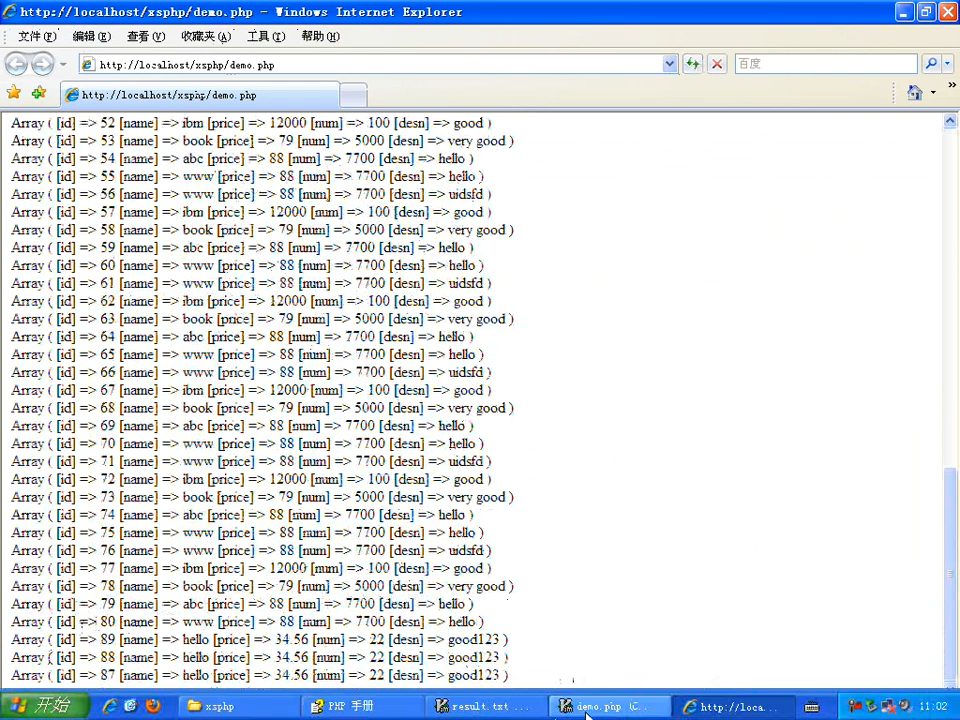 http://localhost/xsphp/demo.php - Windows Internet Explorer
文件(F) 编辑(E) 查看(V) 收藏夹(A) 工具(T) 帮助(H)
http://localhost/xsphp/demo.php 百度
http://localhost/xsphp/demo.php
Array ( [id] => 52 [name] => ibm [price] => 12000 [num] => 100 [desn] => good )
Array ( [id] => 53 [name] => book [price] => 79 [num] => 5000 [desn] => very good )
Array ( [id] => 54 [name] => abc [price] => 88 [num] => 7700 [desn] => hello )
Array ( [id] => 55 [name] => www [price] => 88 [num] => 7700 [desn] => hello )
Array ( [id] => 56 [name] => www [price] => 88 [num] => 7700 [desn] => uidsfd )
Array ( [id] => 57 [name] => ibm [price] => 12000 [num] => 100 [desn] => good )
Array ( [id] => 58 [name] => book [price] => 79 [num] => 5000 [desn] => very good )
Array ( [id] => 59 [name] => abc [price] => 88 [num] => 7700 [desn] => hello )
Array ( [id] => 60 [name] => www [price] => 88 [num] => 7700 [desn] => hello )
Array ( [id] => 61 [name] => www [price] => 88 [num] => 7700 [desn] => uidsfd )
Array ( [id] => 62 [name] => ibm [price] => 12000 [num] => 100 [desn] => good )
Array ( [id] => 63 [name] => book [price] => 79 [num] => 5000 [desn] => very good )
Array ( [id] => 64 [name] => abc [price] => 88 [num] => 7700 [desn] => hello )
Array ( [id] => 65 [name] => www [price] => 88 [num] => 7700 [desn] => hello )
Array ( [id] => 66 [name] => www [price] => 88 [num] => 7700 [desn] => uidsfd )
Array ( [id] => 67 [name] => ibm [price] => 12000 [num] => 100 [desn] => good )
Array ( [id] => 68 [name] => book [price] => 79 [num] => 5000 [desn] => very good )
Array ( [id] => 69 [name] => abc [price] => 88 [num] => 7700 [desn] => hello )
Array ( [id] => 70 [name] => www [price] => 88 [num] => 7700 [desn] => hello )
Array ( [id] => 71 [name] => www [price] => 88 [num] => 7700 [desn] => uidsfd )
Array ( [id] => 72 [name] => ibm [price] => 12000 [num] => 100 [desn] => good )
Array ( [id] => 73 [name] => book [price] => 79 [num] => 5000 [desn] => very good )
Array ( [id] => 74 [name] => abc [price] => 88 [num] => 7700 [desn] => hello )
Array ( [id] => 75 [name] => www [price] => 88 [num] => 7700 [desn] => hello )
Array ( [id] => 76 [name] => www [price] => 88 [num] => 7700 [desn] => uidsfd )
Array ( [id] => 77 [name] => ibm [price] => 12000 [num] => 100 [desn] => good )
Array ( [id] => 78 [name] => book [price] => 79 [num] => 5000 [desn] => very good )
Array ( [id] => 79 [name] => abc [price] => 88 [num] => 7700 [desn] => hello )
Array ( [id] => 80 [name] => www [price] => 88 [num] => 7700 [desn] => hello )
Array ( [id] => 89 [name] => hello [price] => 34.56 [num] => 22 [desn] => good123 )
Array ( [id] => 88 [name] => hello [price] => 34.56 [num] => 22 [desn] => good123 )
Array ( [id] => 87 [name] => hello [price] => 34.56 [num] => 22 [desn] => good123 )
开始 xsphp PHP 手册 result.txt ... demo.php (C... http://loca... 11:02